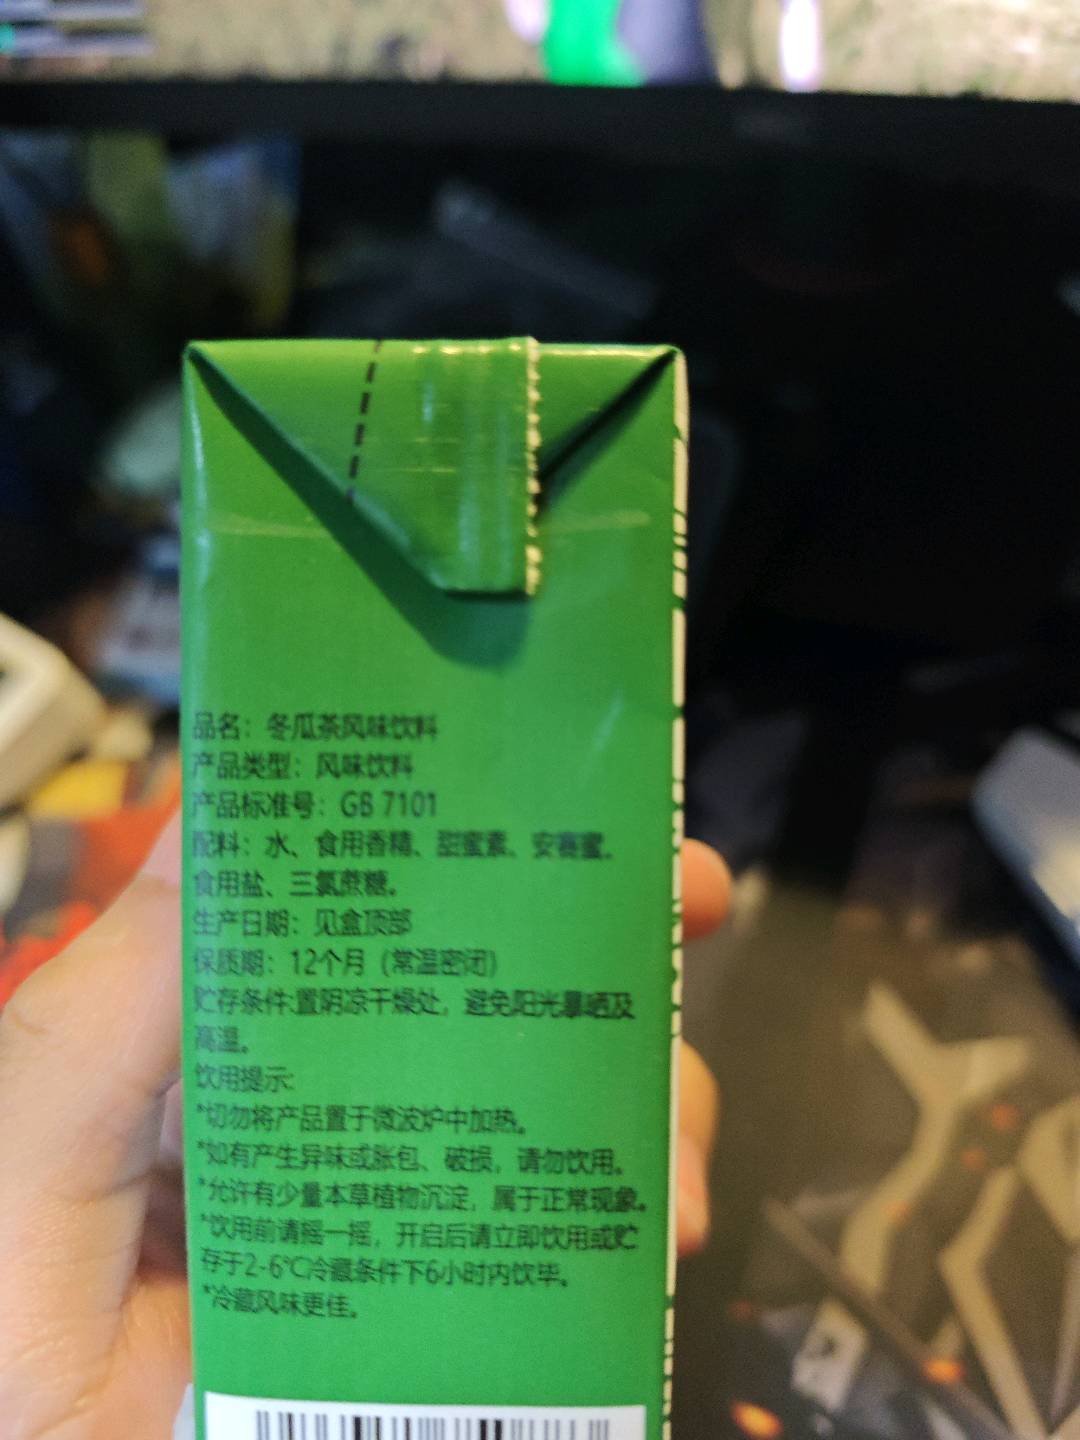 品名：冬瓜茶风味饮料
产品类型：风味饮料
产品标准号：GB 7101
配料：水、食用香精、甜蜜素、安赛蜜、
食用盐、三氯蔗糖。
生产日期：见盒顶部
保质期：12个月（常温密闭）
贮存条件:置阴凉干燥处，避免阳光暴晒及
高温。
饮用提示:
*切勿将产品置于微波炉中加热。
*如有产生异味或胀包、破损，请勿饮用。
*允许有少量本草植物沉淀，属于正常现象。
*饮用前请摇一摇，开启后请立即饮用或贮
存于2-6℃冷藏条件下6小时内饮毕。
*冷藏风味更佳。